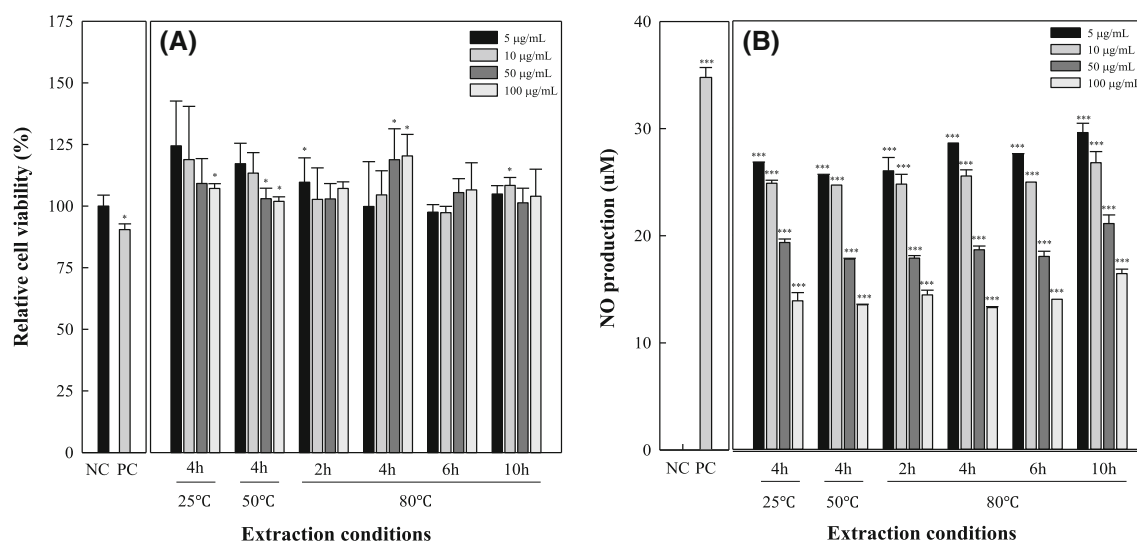 (A)
5 μg/mL
10 μg/mL
50 μg/mL
100 μg/mL
Relative cell viability (%)
175
150
125
100
75
50
25
0
* * * * * * * *
NC PC
4h 4h 2h 4h 6h 10h
25℃ 50℃ 80℃
Extraction conditions
(B)
5 μg/mL
10 μg/mL
50 μg/mL
100 μg/mL
NO production (uM)
40
30
20
10
0
***
*** *** *** ***
*** *** *** ***
*** *** *** ***
*** *** *** ***
*** *** *** ***
*** *** *** ***
NC PC
4h 4h 2h 4h 6h 10h
25℃ 50℃ 80℃
Extraction conditions